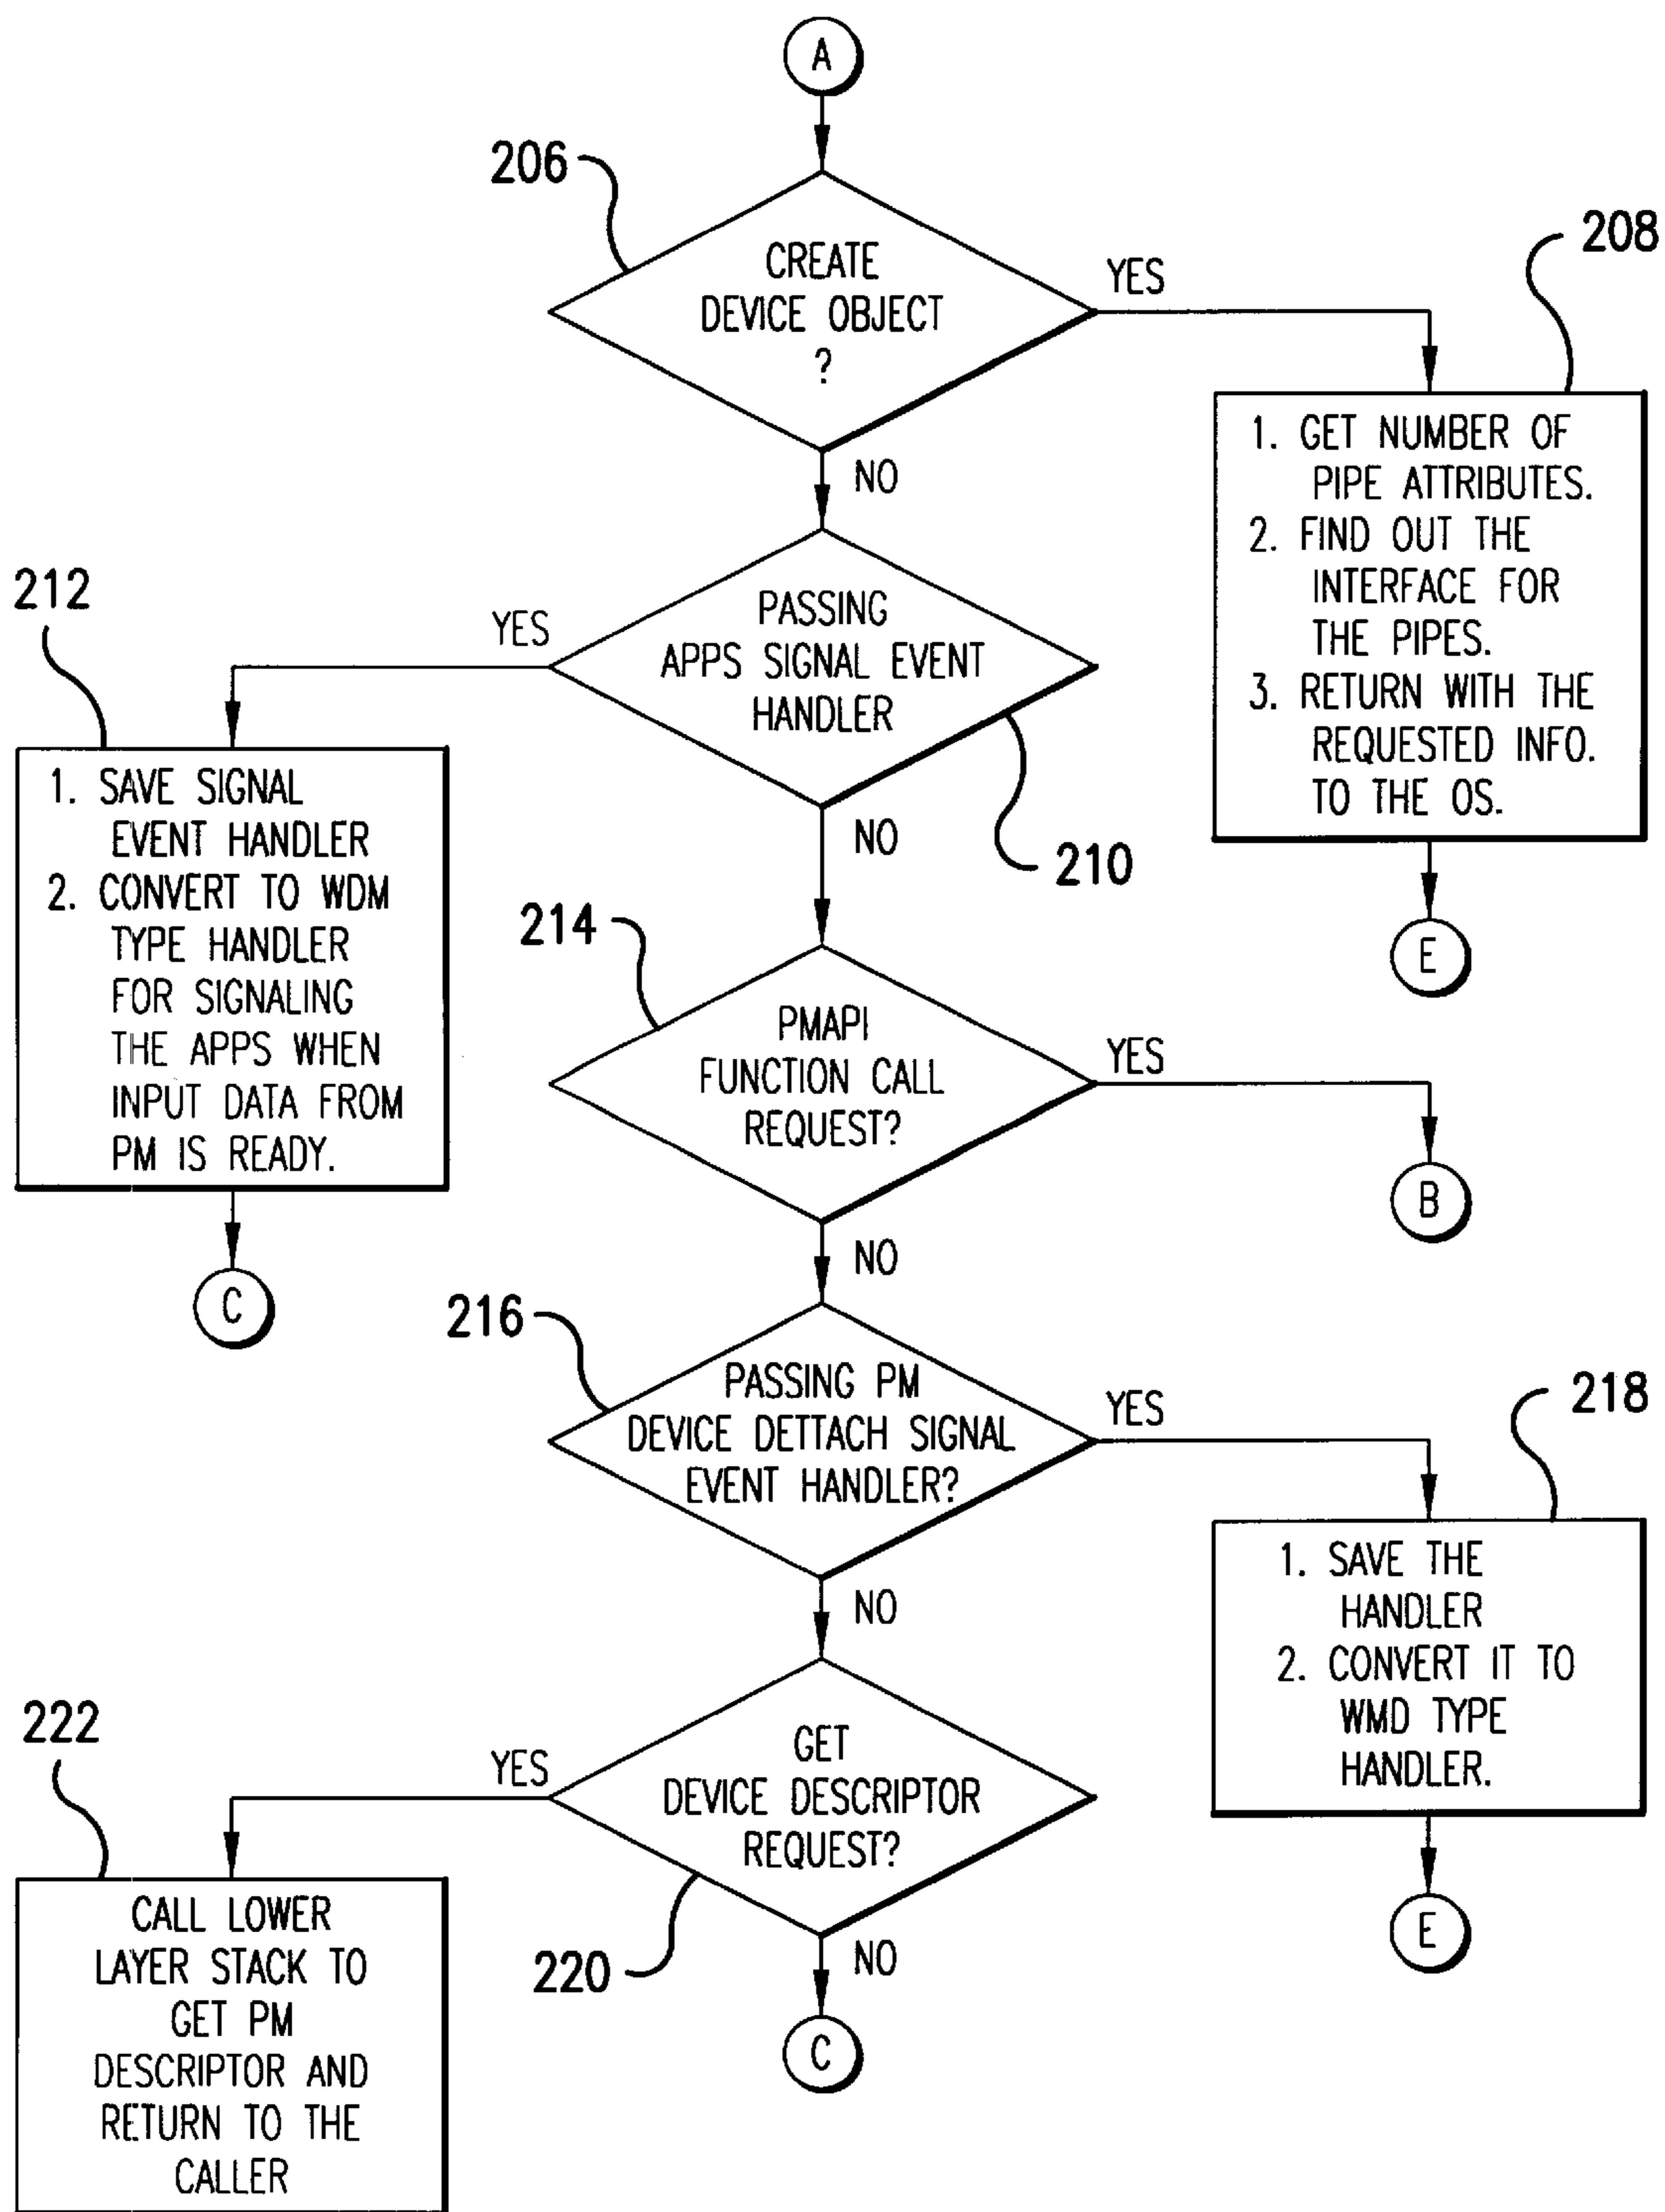 A
206
CREATE
DEVICE OBJECT
?
YES
208
NO
1. GET NUMBER OF
PIPE ATTRIBUTES.
2. FIND OUT THE
INTERFACE FOR
THE PIPES.
3. RETURN WITH THE
REQUESTED INFO.
TO THE OS.
E
PASSING
APPS SIGNAL EVENT
HANDLER
210
YES
212
NO
1. SAVE SIGNAL
EVENT HANDLER
2. CONVERT TO WDM
TYPE HANDLER
FOR SIGNALING
THE APPS WHEN
INPUT DATA FROM
PM IS READY.
C
214
PMAPI
FUNCTION CALL
REQUEST?
YES
B
NO
216
PASSING PM
DEVICE DETTACH SIGNAL
EVENT HANDLER?
YES
218
1. SAVE THE
HANDLER
2. CONVERT IT TO
WMD TYPE
HANDLER.
E
NO
GET
DEVICE DESCRIPTOR
REQUEST?
220
YES
222
CALL LOWER
LAYER STACK TO
GET PM
DESCRIPTOR AND
RETURN TO THE
CALLER
NO
C